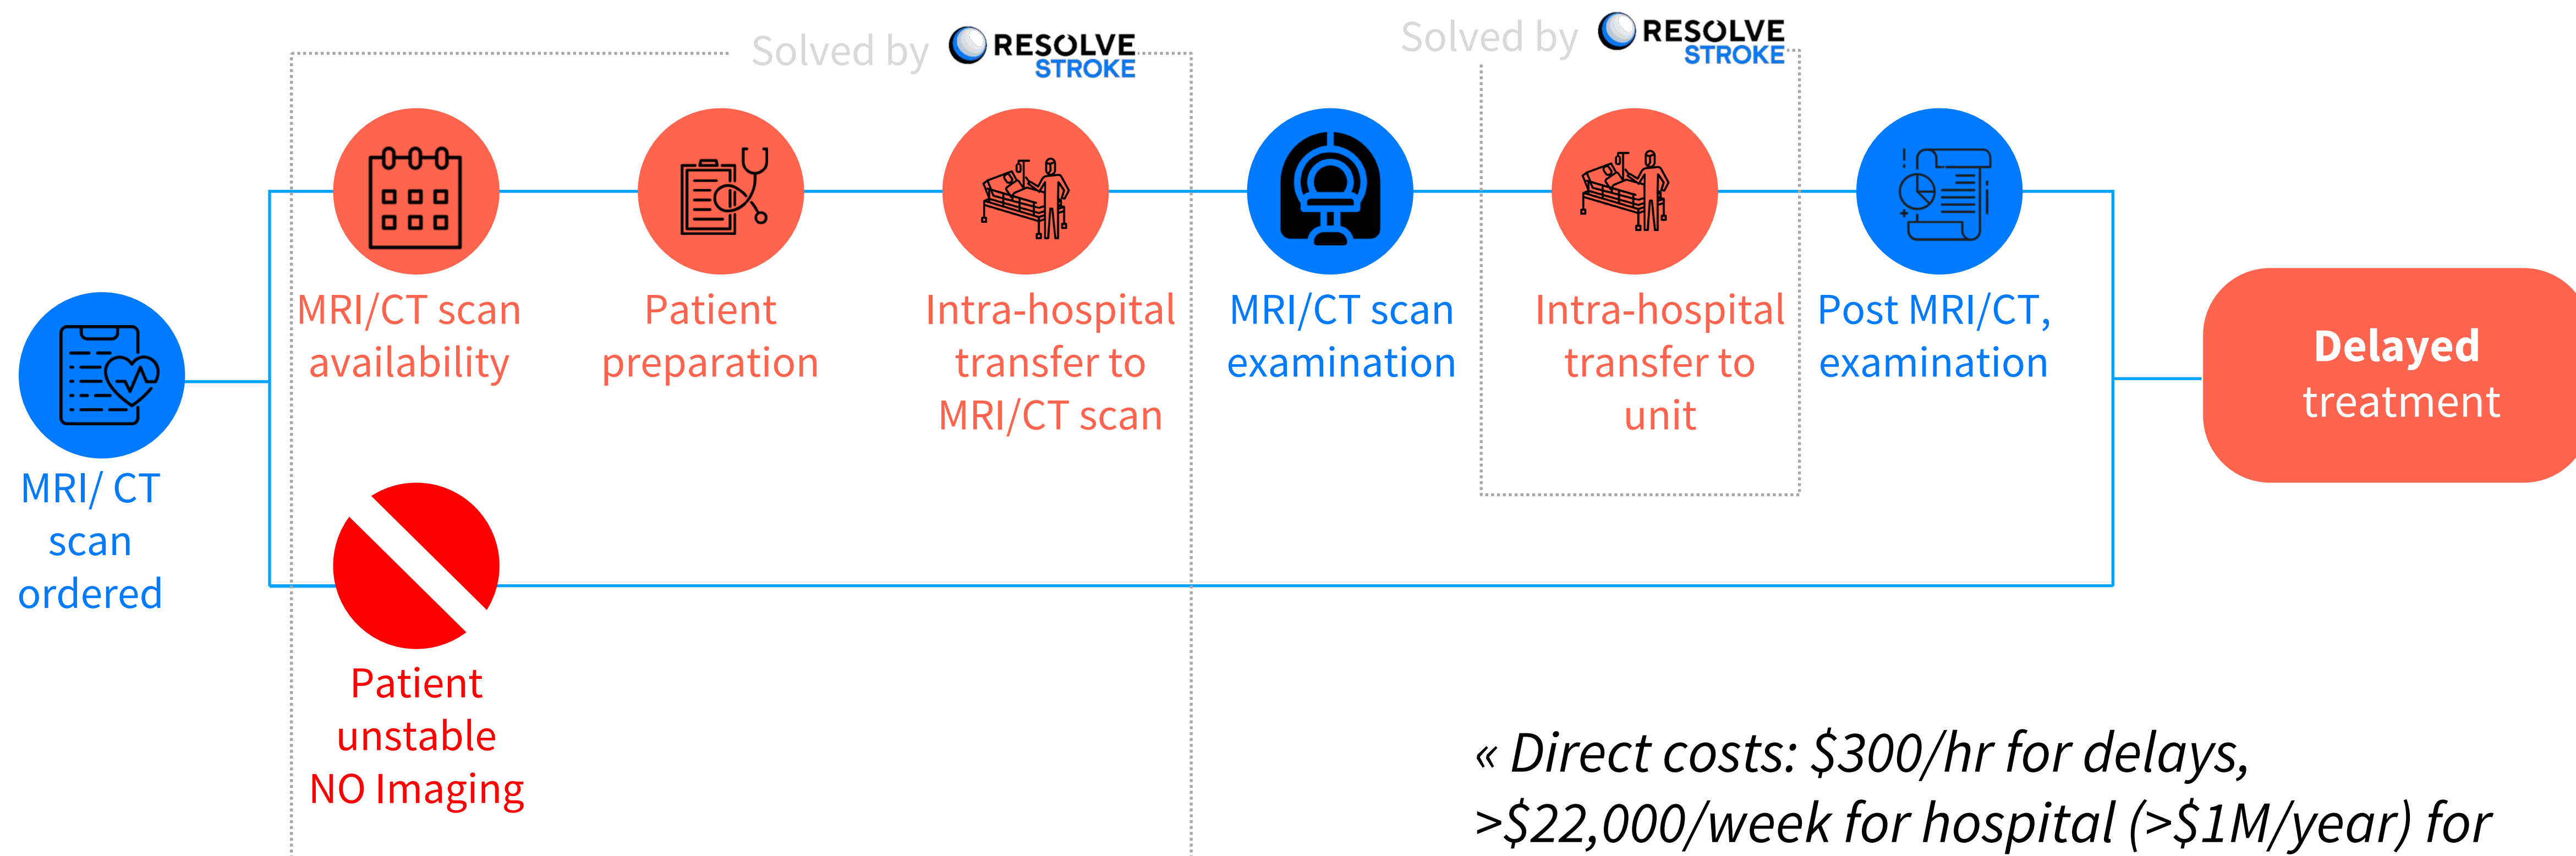 Solved by RESOLVE
STROKE
Solved by RESOLVE
STROKE
MRI/ CT
scan
ordered
MRI/CT scan
availability
Patient
preparation
Intra-hospital
transfer to
MRI/CT scan
MRI/CT scan
examination
Intra-hospital
transfer to
unit
Post MRI/CT,
examination
Delayed
treatment
Patient
unstable
NO Imaging
« Direct costs: $300/hr for delays,
>$22,000/week for hospital (>$1M/year) for